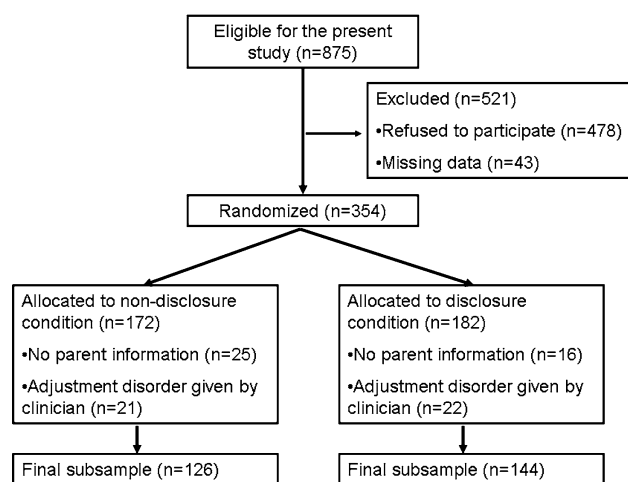 Eligible for the present
study (n=875)
Excluded (n=521)
•Refused to participate (n=478)
•Missing data (n=43)
Randomized (n=354)
Allocated to non-disclosure
condition (n=172)
•No parent information (n=25)
•Adjustment disorder given by
clinician (n=21)
Allocated to disclosure
condition (n=182)
•No parent information (n=16)
•Adjustment disorder given by
clinician (n=22)
Final subsample (n=126)
Final subsample (n=144)